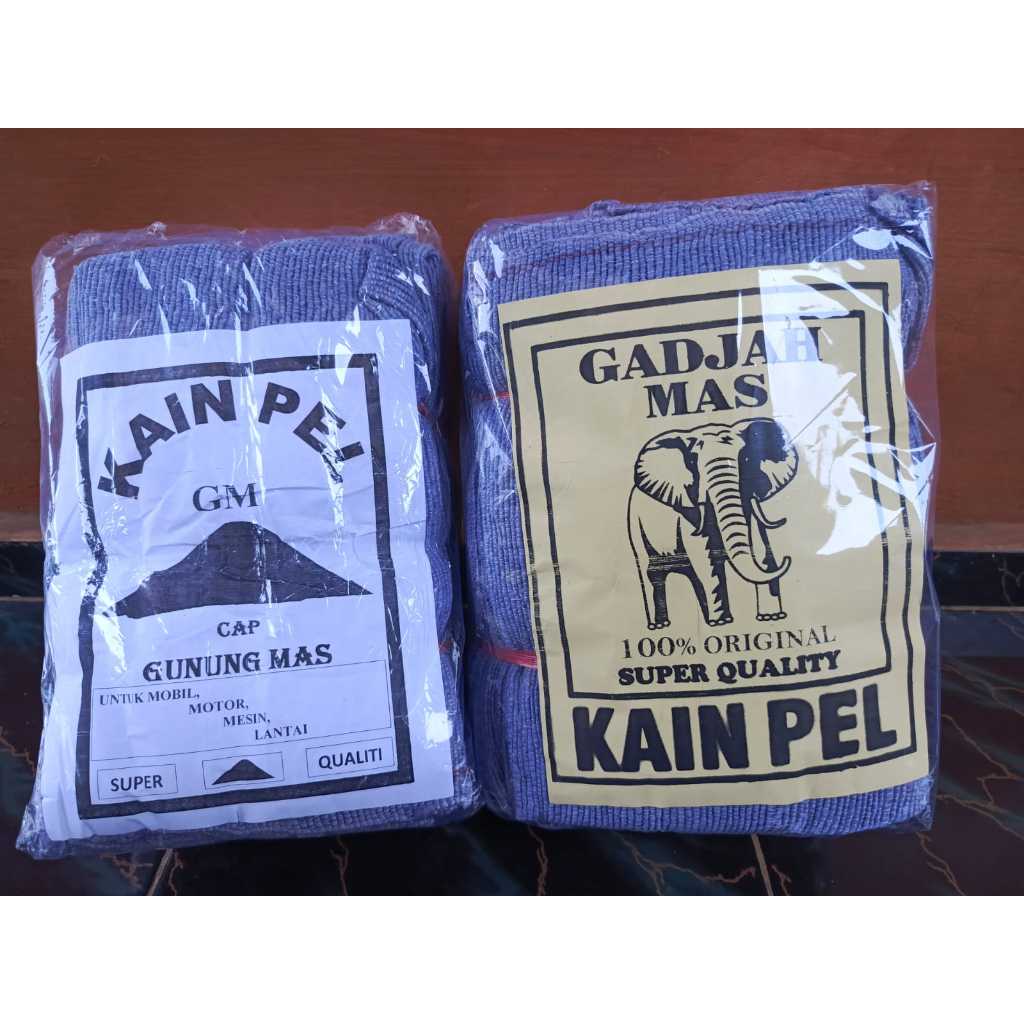 KAIN PEL
GM
CAP
GUNUNG MAS
UNTUK MOBIL,
MOTOR,
MESIN,
LANTAI
SUPER
QUALITI
GADJAH
MAS
100% ORIGINAL
SUPER QUALITY
KAIN PEL